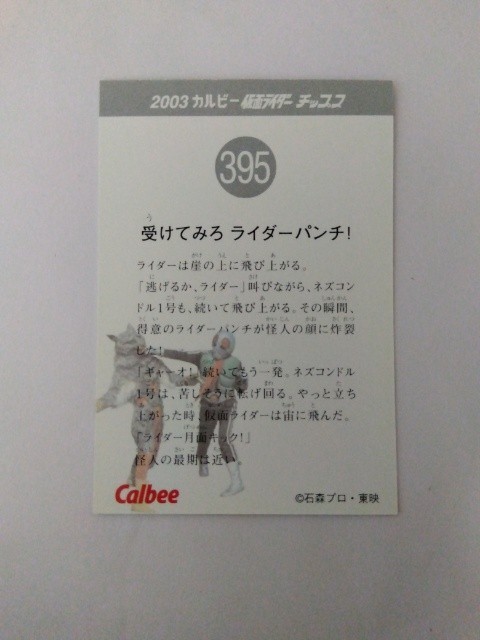 2003 カルビー 仮面ライダー チップス
395
受けてみろ ライダーパンチ!
ライダーは崖の上に飛び上がる。
「逃げるか、ライダー」叫びながら、ネズコン
ドル1号も、続いて飛び上がる。その瞬間、
得意のライダーパンチが怪人の顔に炸裂
した!
「ギャーオ! 続いてもう一発。ネズコンドル
1号は、苦しそうに転げ回る。やっと立ち
上がった時、仮面ライダーは宙に飛んだ。
「ライダー月面キック!」
怪人の最期は近い
Calbee
©石森プロ・東映